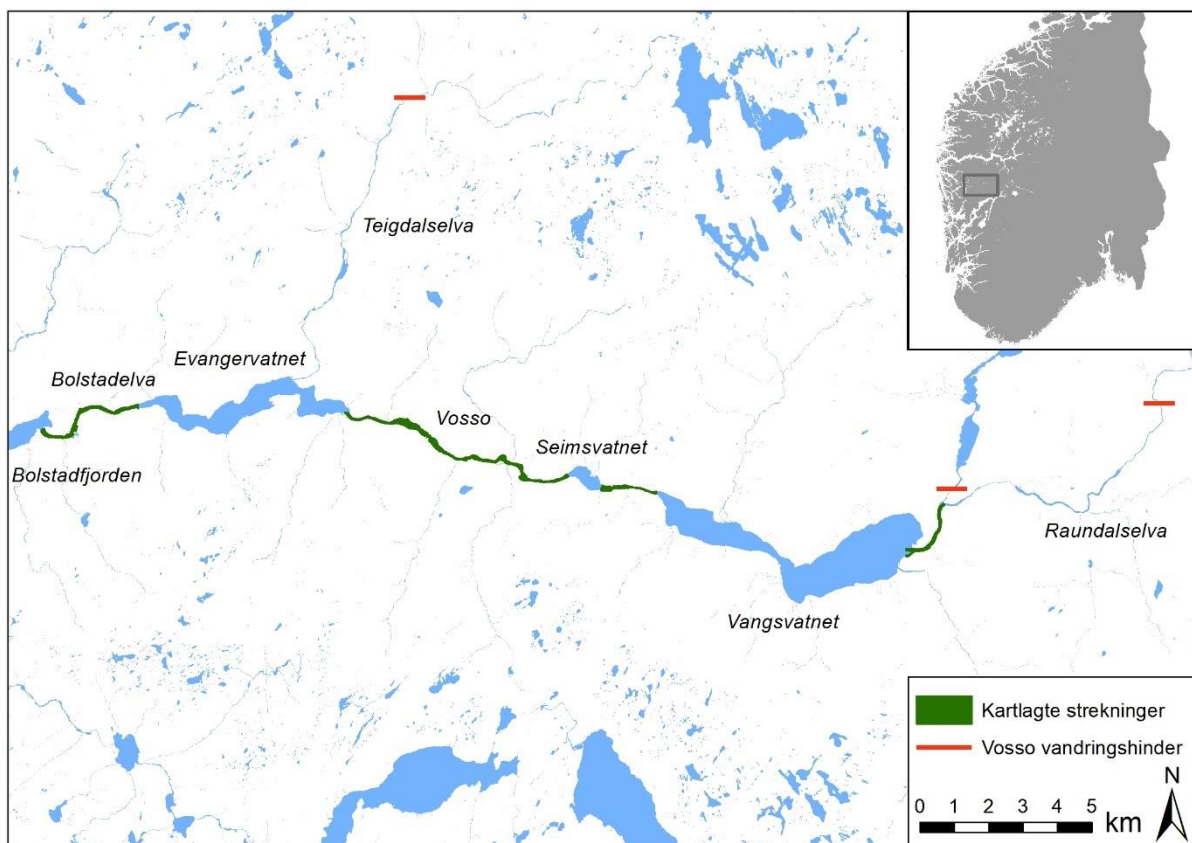 Teigdalselva
Evangervatnet
Bolstadelva
Vosso
Seimsvatnet
Bolstadfjorden
Raundalselva
Vangsvatnet
Kartlagte strekninger
Vosso vandringshinder
N
0 1 2 3 4 5
km